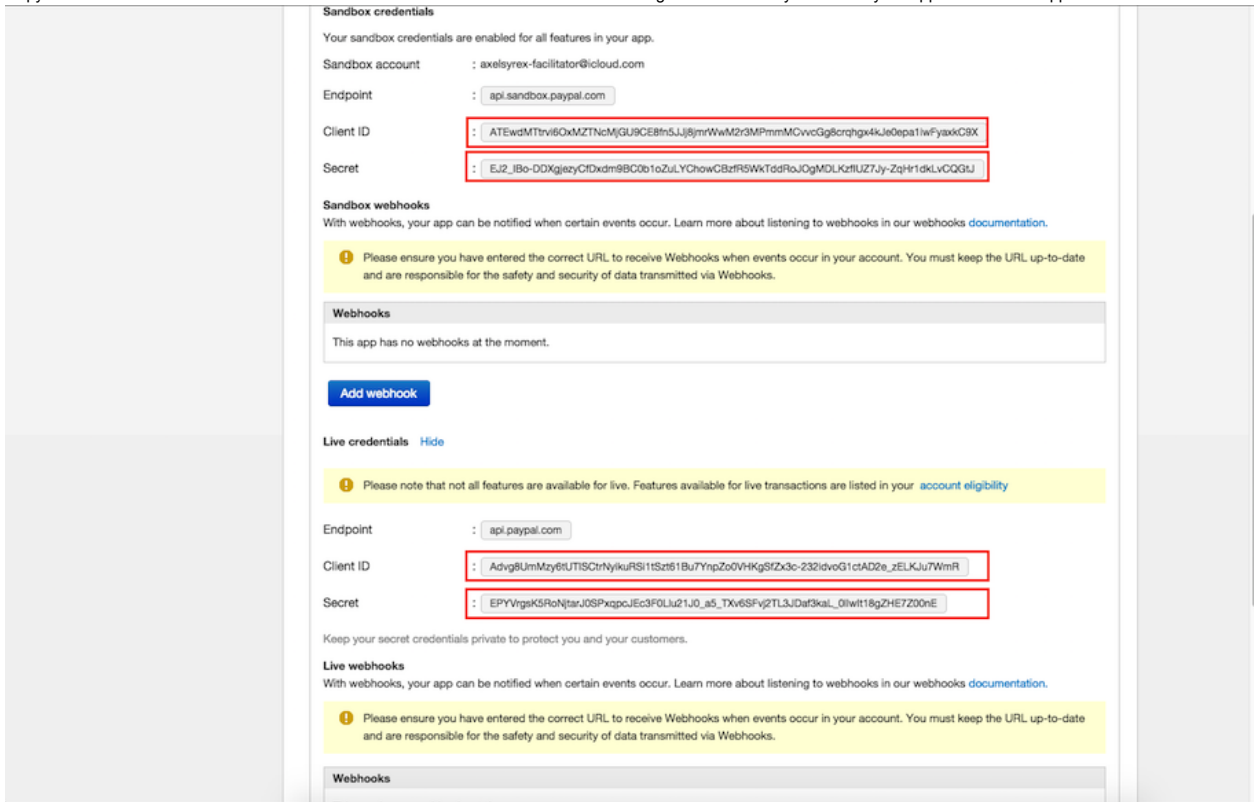 Sandbox credentials
Your sandbox credentials are enabled for all features in your app.
Sandbox account : axelsyrex-facilitator@icloud.com
Endpoint : api.sandbox.paypal.com
Client ID :
Secret :
Sandbox webhooks
With webhooks, your app can be notified when certain events occur. Learn more about listening to webhooks in our webhooks documentation.
Please ensure you have entered the correct URL to receive Webhooks when events occur in your account. You must keep the URL up-to-date
and are responsible for the safety and security of data transmitted via Webhooks.
Webhooks
This app has no webhooks at the moment.
Add webhook
Live credentials Hide
Please note that not all features are available for live. Features available for live transactions are listed in your account eligibility
Endpoint : api.paypal.com
Client ID :
Secret :
Keep your secret credentials private to protect you and your customers.
Live webhooks
With webhooks, your app can be notified when certain events occur. Learn more about listening to webhooks in our webhooks documentation.
Please ensure you have entered the correct URL to receive Webhooks when events occur in your account. You must keep the URL up-to-date
and are responsible for the safety and security of data transmitted via Webhooks.
Webhooks